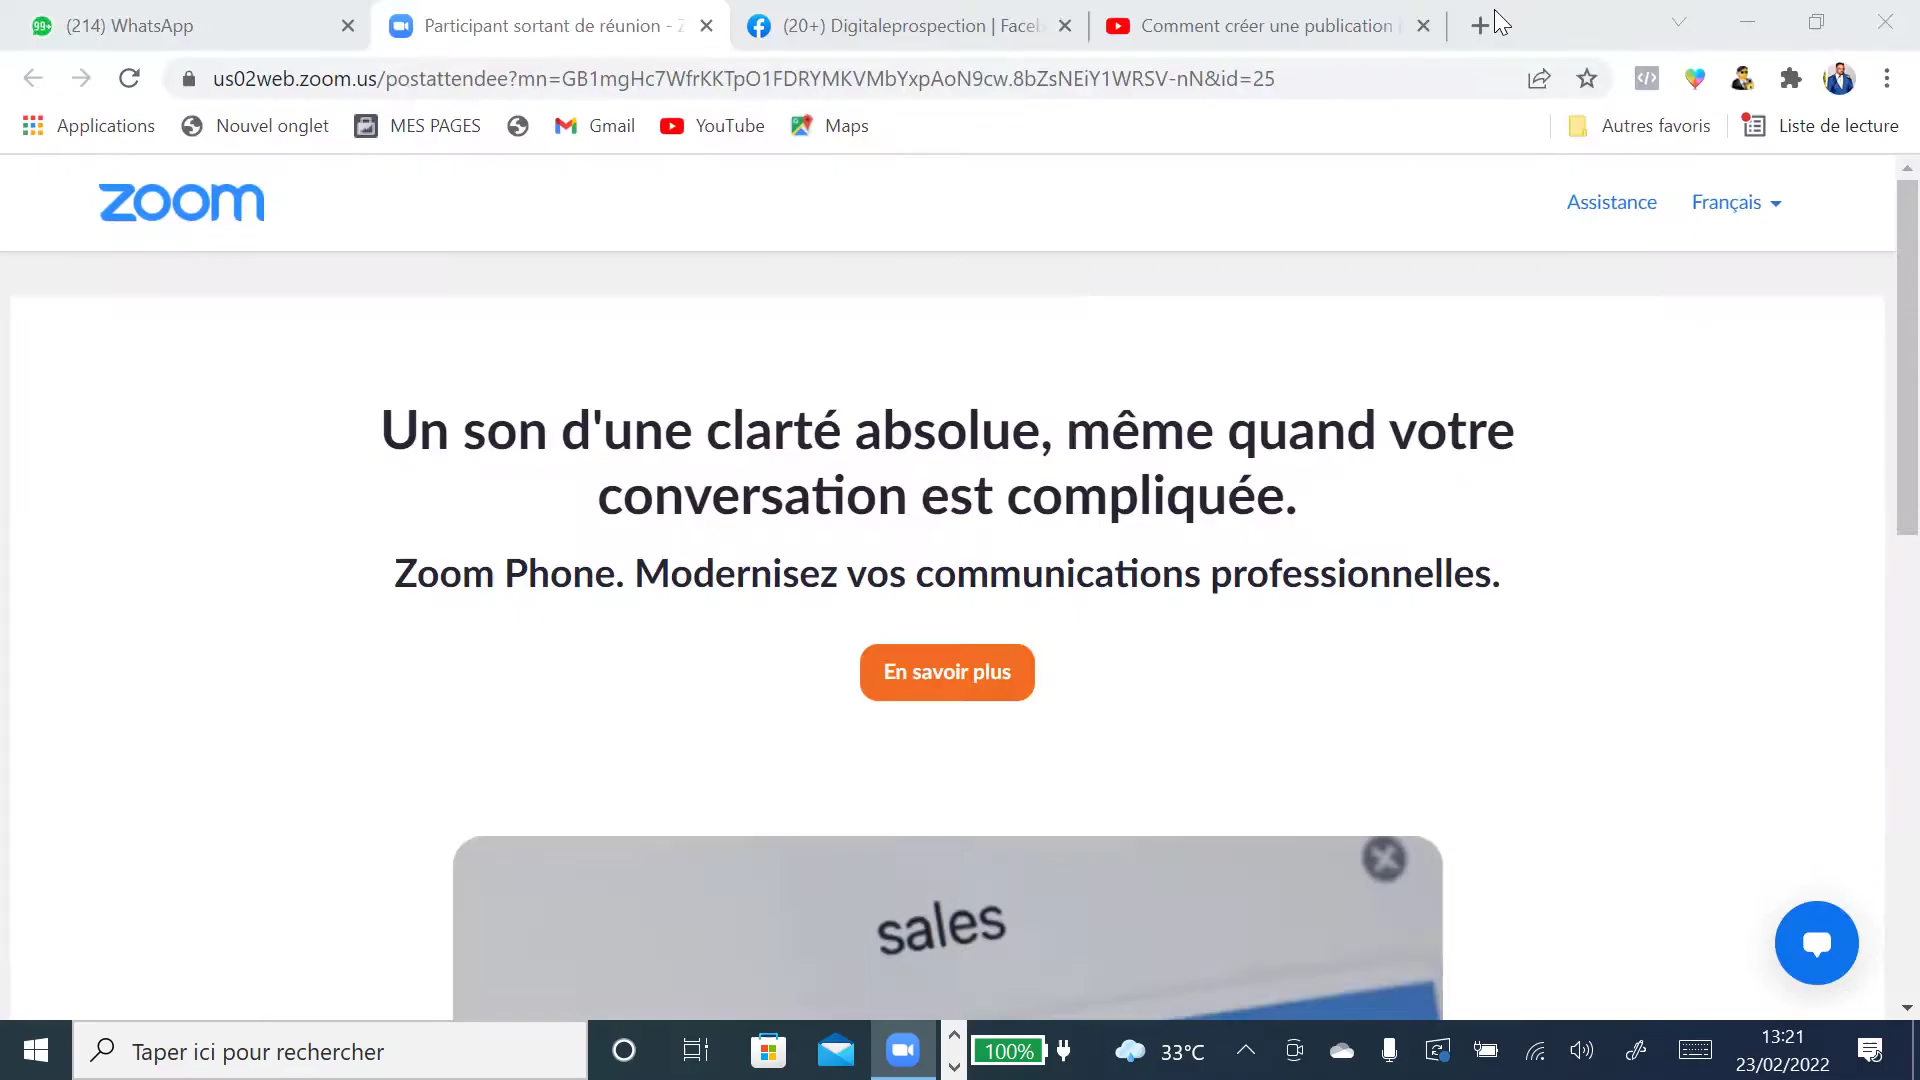 (214) WhatsApp
Participant sortant de réunion - Z
(20+) Digitaleprospection | Faceb
Comment créer une publication
us02web.zoom.us/postattendee?mn=GB1mgHc7WfrKKTpO1FDRYMKVMbYxpAoN9cw.8bZsNEiY1WRSV-nN&id=25
Applications
Nouvel onglet
MES PAGES
Gmail
YouTube
Maps
Autres favoris
Liste de lecture
zoom
Assistance
Français
Un son d'une clarté absolue, même quand votre
conversation est compliquée.
Zoom Phone. Modernisez vos communications professionnelles.
En savoir plus
sales
Taper ici pour rechercher
100%
33°C
13:21
23/02/2022